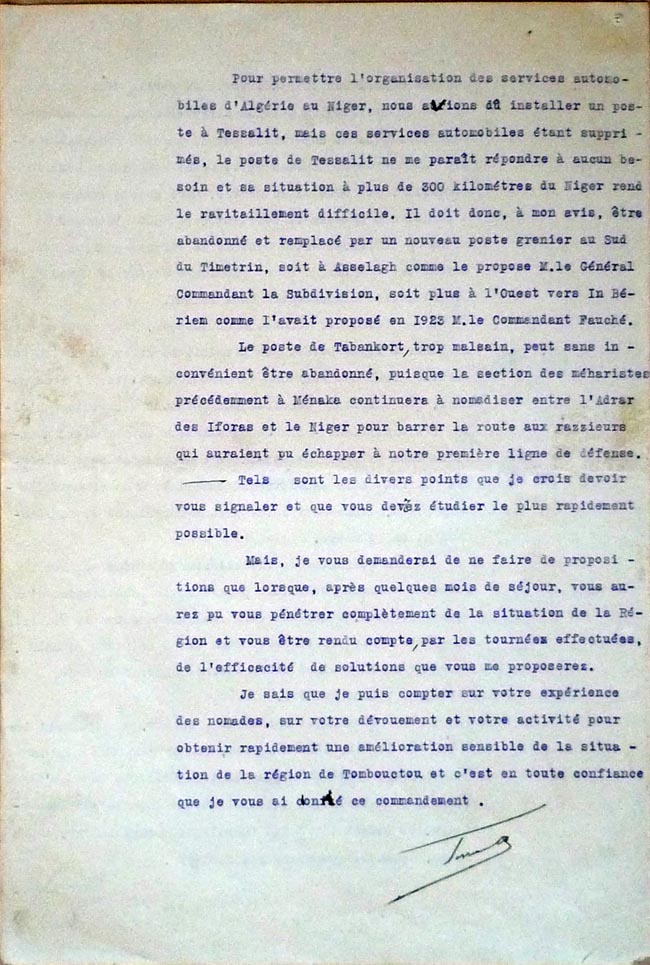 Pour permettre l'organisation des services automo-
biles d'Algérie au Niger, nous avions dû installer un pos-
te à Tessalit, mais ces services automobiles étant suppri -
més, le poste de Tessalit ne me paraît répondre à aucun be-
soin et sa situation à plus de 300 kilométres du Niger rend
le ravitaillement difficile. Il doit donc, à mon avis, être
abandonné et remplacé par un nouveau poste grenier au Sud
du Timetrin, soit à Asselagh comme le propose M.le Général
Commandant la Subdivision, soit plus à l'Ouest vers In Bé-
riem comme l'avait proposé en 1923 M.le Commandant Fauché.
Le poste de Tabankort, trop malsain, peut sans in -
convénient être abandonné, puisque la section des méharistes
précédemment à Ménaka continuera à nomadiser entre l'Adrar
des Iforas et le Niger pour barrer la route aux razzieurs
qui auraient pu échapper à notre première ligne de défense.
Tels sont les divers points que je crois devoir
vous signaler et que vous devez étudier le plus rapidement
possible.
Mais, je vous demanderai de ne faire de proposi -
tions que lorsque, après quelques mois de séjour, vous au-
rez pu vous pénétrer complètement de la situation de la Ré-
gion et vous être rendu compte, par les tournées effectuées,
de l'efficacité de solutions que vous me proposerez.
Je sais que je puis compter sur votre expérience
des nomades, sur votre dévouement et votre activité pour
obtenir rapidement une amélioration sensible de la situa -
tion de la région de Tombouctou et c'est en toute confiance
que je vous ai donné ce commandement .